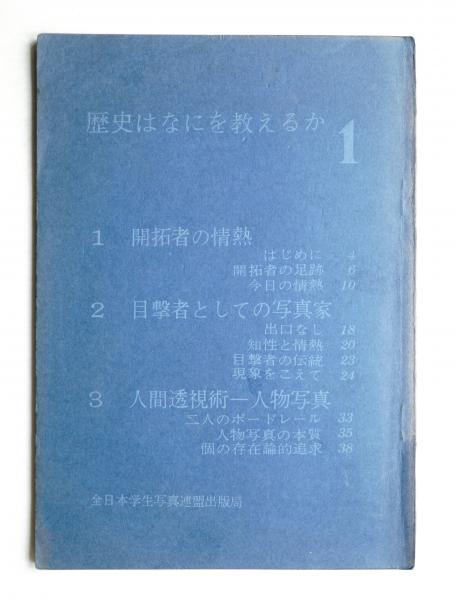 歴史はなにを教えるか 1
1 開拓者の情熱
はじめに 4
開拓者の足跡 6
今日の情熱 10
2 目撃者としての写真家
出口なし 18
知性と情熱 20
目撃者の伝統 23
現象をこえて 24
3 人間透視術―人物写真
二人のボードレール 33
人物写真の本質 35
個の存在論的追求 38
全日本学生写真連盟出版局